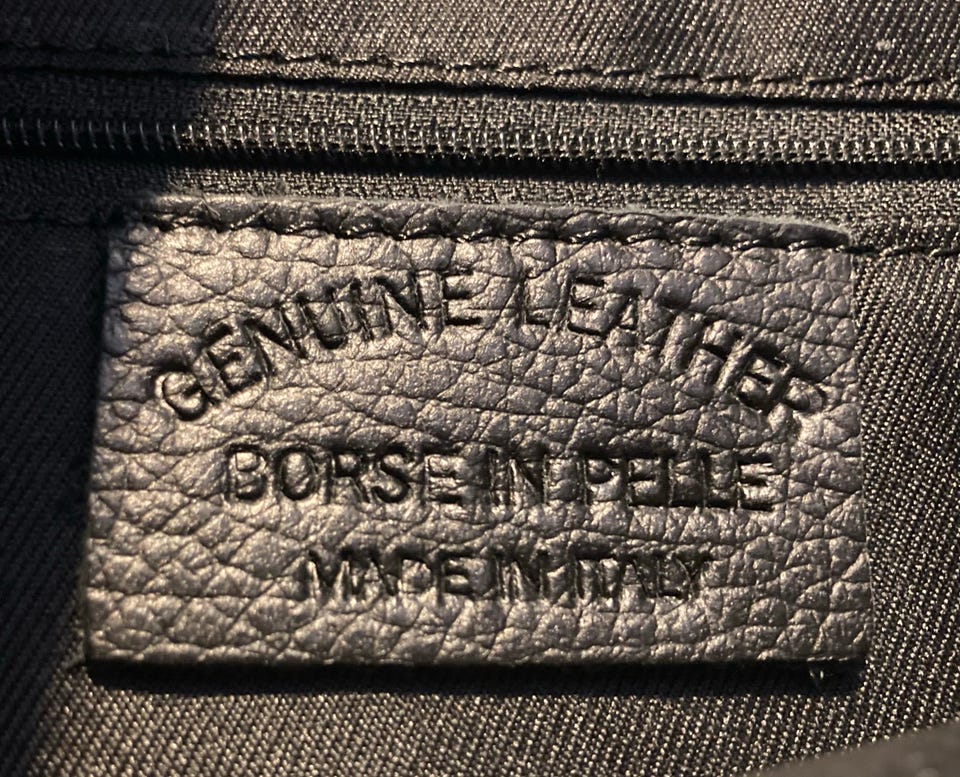 GENUINE LEATHER
BORSE IN PELLE
MADE IN ITALY